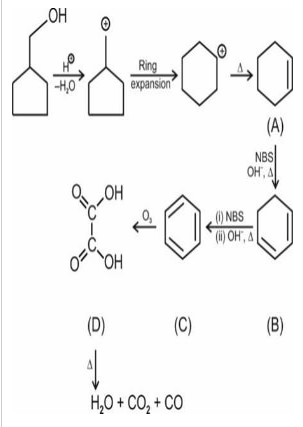 OH
H⊕
–H₂O
⊕
Ring
expansion
⊕
Δ
(A)
NBS
OH⁻, Δ
O OH
C
C
O OH
O₃
(i) NBS
(ii) OH⁻, Δ
(D) (C) (B)
Δ
H₂O + CO₂ + CO